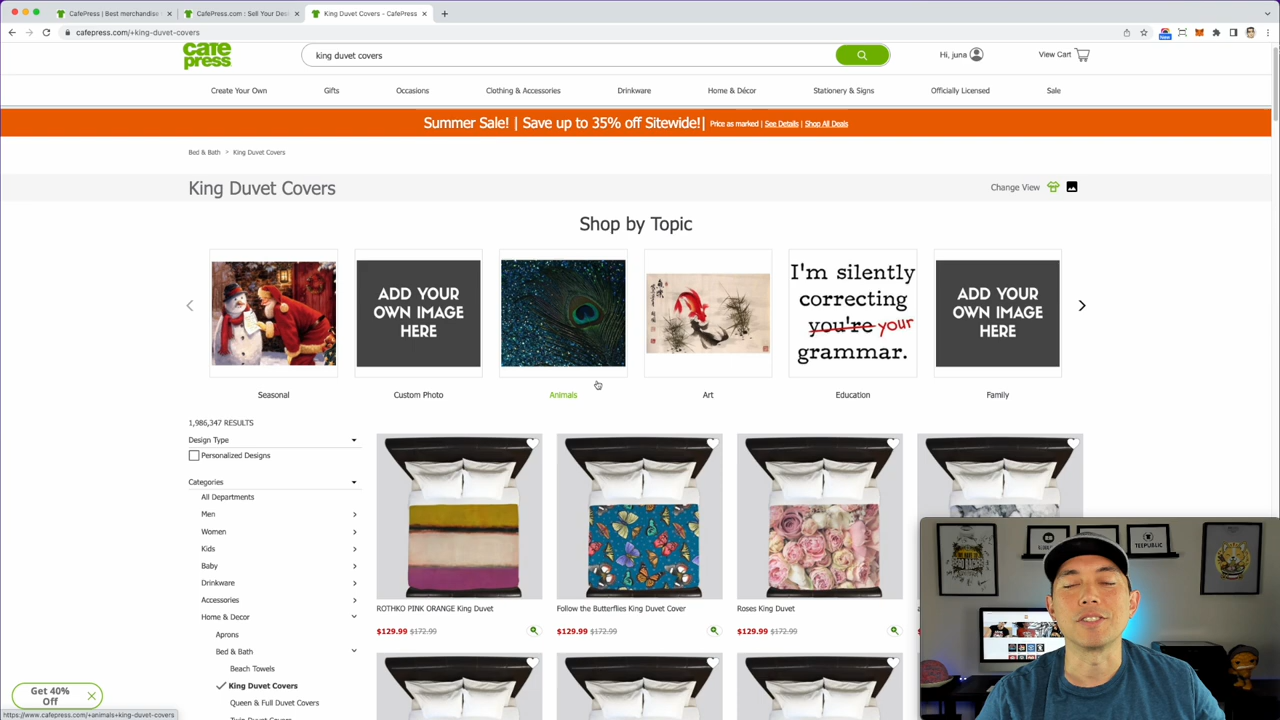 CafePress | Best merchandise
CafePress.com : Sell Your Des
King Duvet Covers - CafePress
cafepress.com/+king-duvet-covers
New
cafe
press
king duvet covers
Hi, juna
View Cart
Create Your Own
Gifts
Occasions
Clothing & Accessories
Drinkware
Home & Décor
Stationery & Signs
Officially Licensed
Sale
Summer Sale! | Save up to 35% off Sitewide!| Price as marked | See Details | Shop All Deals
Bed & Bath > King Duvet Covers
King Duvet Covers
Change View
Shop by Topic
ADD YOUR
OWN IMAGE
HERE
I'm silently
correcting
you're your
grammar.
ADD YOUR
OWN IMAGE
HERE
Seasonal
Custom Photo
Animals
Art
Education
Family
1,986,347 RESULTS
Design Type
Personalized Designs
Categories
All Departments
Men
Women
Kids
Baby
Drinkware
Accessories
Home & Decor
Aprons
Bed & Bath
Beach Towels
King Duvet Covers
Queen & Full Duvet Covers
ROTHKO PINK ORANGE King Duvet
Follow the Butterflies King Duvet Cover
Roses King Duvet
$129.99 $172.99
$129.99 $172.99
$129.99 $172.99
TEEPUBLIC
Get 40%
Off
https://www.cafepress.com/+animals+king-duvet-covers